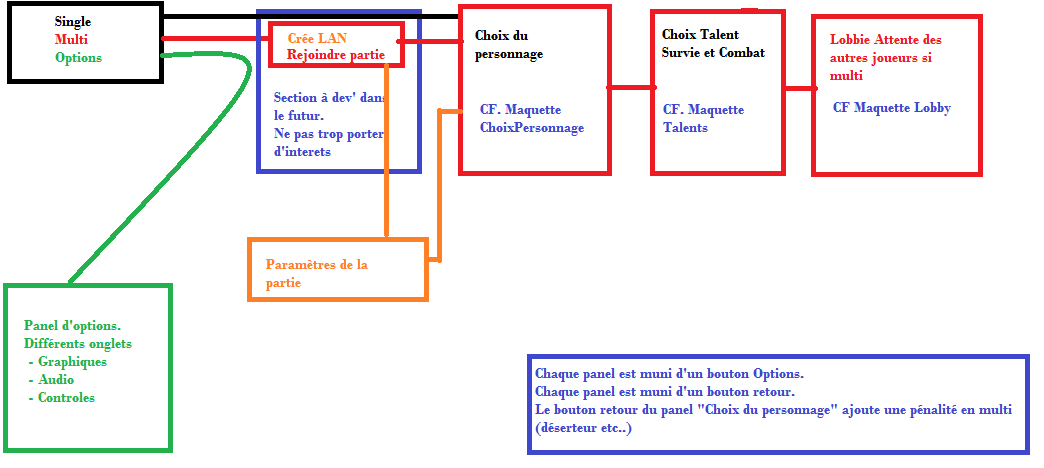 Single
Multi
Options
Crée LAN
Rejoindre partie
Section à dev' dans
le futur.
Ne pas trop porter
d'interets
Choix du
personnage
CF. Maquette
ChoixPersonnage
Choix Talent
Survie et Combat
CF. Maquette
Talents
Lobbie Attente des
autres joueurs si
multi
CF Maquette Lobby
Paramètres de la
partie
Panel d'options.
Différents onglets
- Graphiques
- Audio
- Controles
Chaque panel est muni d'un bouton Options.
Chaque panel est muni d'un bouton retour.
Le bouton retour du panel "Choix du personnage" ajoute une pénalité en multi
(déserteur etc..)